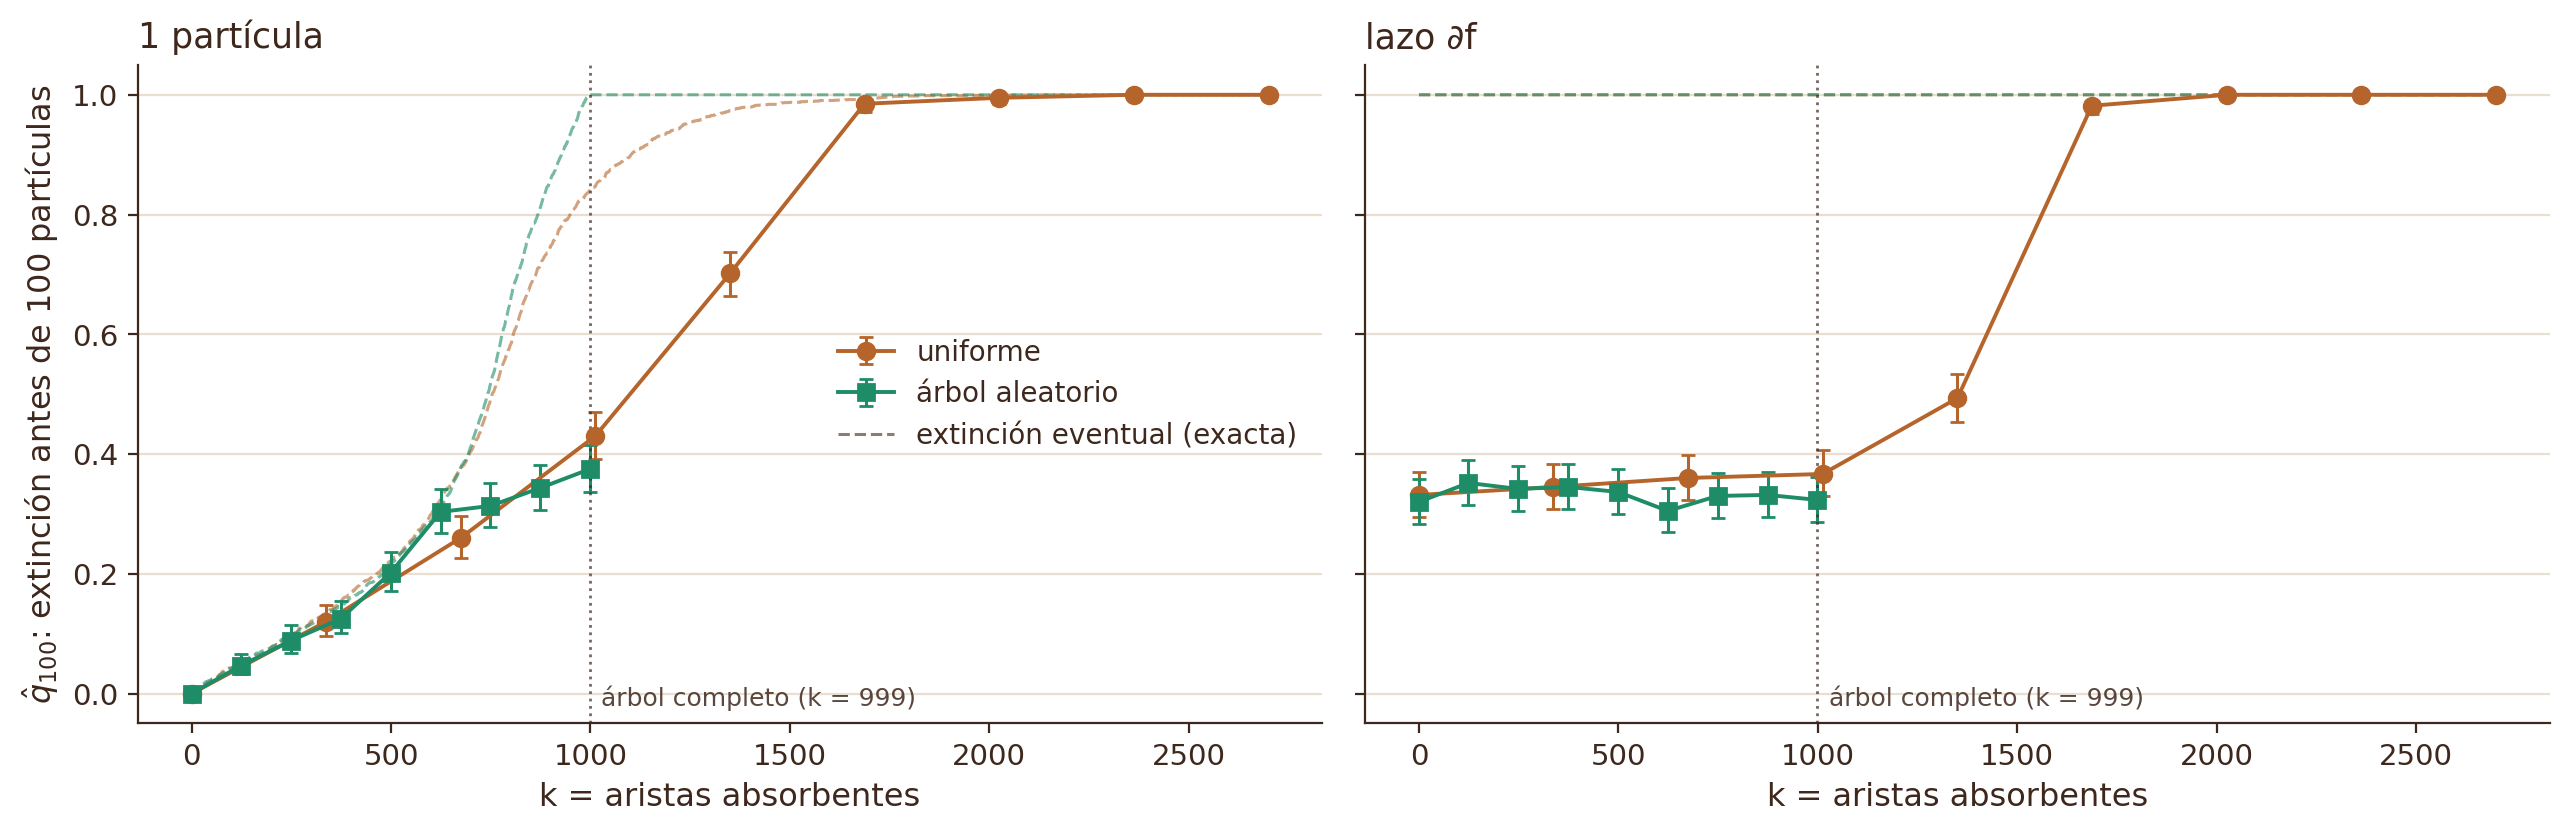 1 partícula
q̂₁₀₀: extinción antes de 100 partículas
1.0
0.8
0.6
0.4
0.2
0.0
uniforme
árbol aleatorio
extinción eventual (exacta)
árbol completo (k = 999)
0 500 1000 1500 2000 2500
k = aristas absorbentes
lazo ∂f
árbol completo (k = 999)
0 500 1000 1500 2000 2500
k = aristas absorbentes